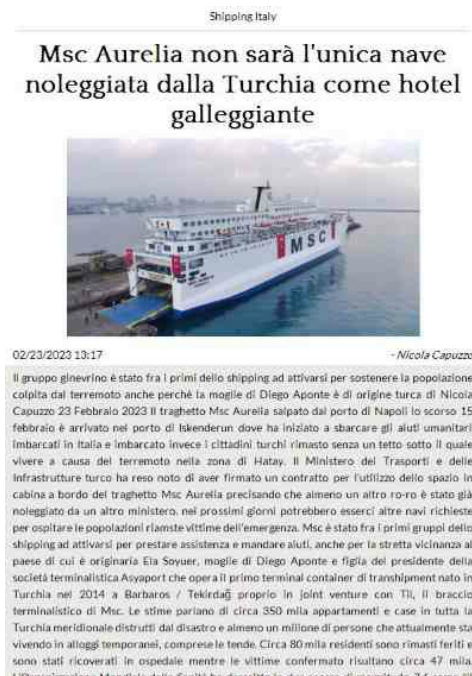 Shipping Italy
Msc Aurelia non sarà l'unica nave
noleggiata dalla Turchia come hotel
galleggiante
MSC
02/23/2023 13:17
- Nicola Capuzzo
Il gruppo ginevrino è stato fra i primi dello shipping ad attivarsi per sostenere la popolazione
colpita dal terremoto anche perchè la moglie di Diego Aponte è di origine turca di Nicola
Capuzzo 23 Febbraio 2023 Il traghetto Msc Aurelia salpato dal porto di Napoli lo scorso 15
febbraio è arrivato nel porto di Iskenderun dove ha iniziato a sbarcare gli aiuti umanitari
imbarcati in Italia e imbarcato invece i cittadini turchi rimasto senza un tetto sotto il quale
vivere a causa del terremoto nella zona di Hatay. Il Ministero dei Trasporti e delle
Infrastrutture turco ha reso noto di aver firmato un contratto per l'utilizzo dello spazio in
cabina a bordo del traghetto Msc Aurelia precisando che almeno un altro ro-ro è stato già
noleggiato da un altro ministero. nei prossimi giorni potrebbero esserci altre navi richieste
per ospitare le popolazioni riamste vittime dell'emergenza. Msc è stato fra i primi gruppi dello
shipping ad attivarsi per prestare assistenza e mandare aiuti, anche per la stretta vicinanza al
paese di cui è originaria Ela Soyuer, moglie di Diego Aponte e figlia del presidente della
società terminalistica Asyaport che opera il primo terminal container di transhipment nato in
Turchia nel 2014 a Barbaros / Tekirdağ proprio in joint venture con Til, il braccio
terminalistico di Msc. Le stime parlano di circa 350 mila appartamenti e case in tutta la
Turchia meridionale distrutti dal disastro e almeno un milione di persone che attualmente sta
vivendo in alloggi temporanei, comprese le tende. Circa 80 mila residenti sono rimasti feriti e
sono stati ricoverati in ospedale mentre le vittime confermato risultano circa 47 mila.